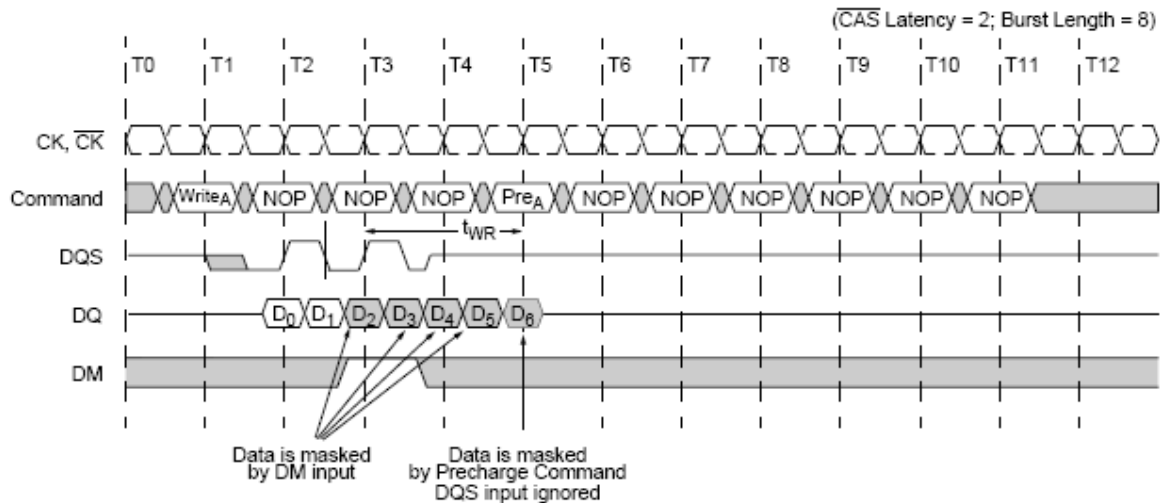 (C̅A̅S̅ Latency = 2; Burst Length = 8)
T0 T1 T2 T3 T4 T5 T6 T7 T8 T9 T10 T11 T12
CK, C̅K̅
Command WriteA NOP NOP NOP PreA NOP NOP NOP NOP NOP NOP
tWR
DQS
DQ D0 D1 D2 D3 D4 D5 D6
DM
Data is masked
by DM input
Data is masked
by Precharge Command
DQS input ignored